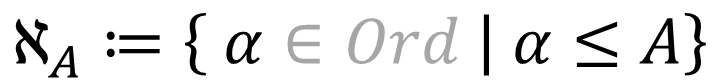 ℵ_A := { α ∈ Ord | α ≤ A}